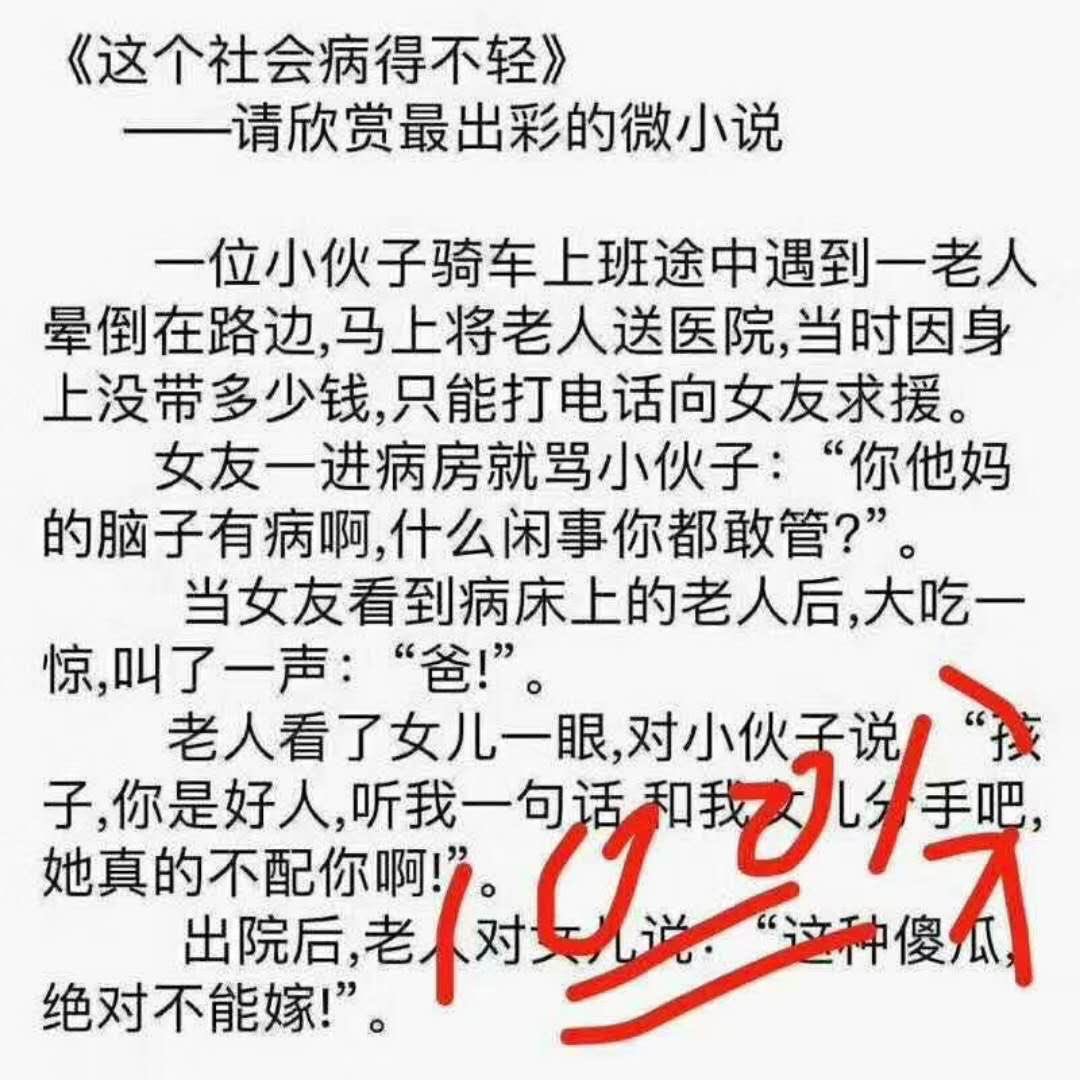 《这个社会病得不轻》
——请欣赏最出彩的微小说
一位小伙子骑车上班途中遇到一老人
晕倒在路边,马上将老人送医院,当时因身
上没带多少钱,只能打电话向女友求援。
女友一进病房就骂小伙子：“你他妈
的脑子有病啊,什么闲事你都敢管?”。
当女友看到病床上的老人后,大吃一
惊,叫了一声：“爸!”。
老人看了女儿一眼,对小伙子说：“孩
子,你是好人,听我一句话,和我女儿分手吧,
她真的不配你啊!”。
出院后,老人对女儿说：“这种傻瓜,
绝对不能嫁!”。
100分